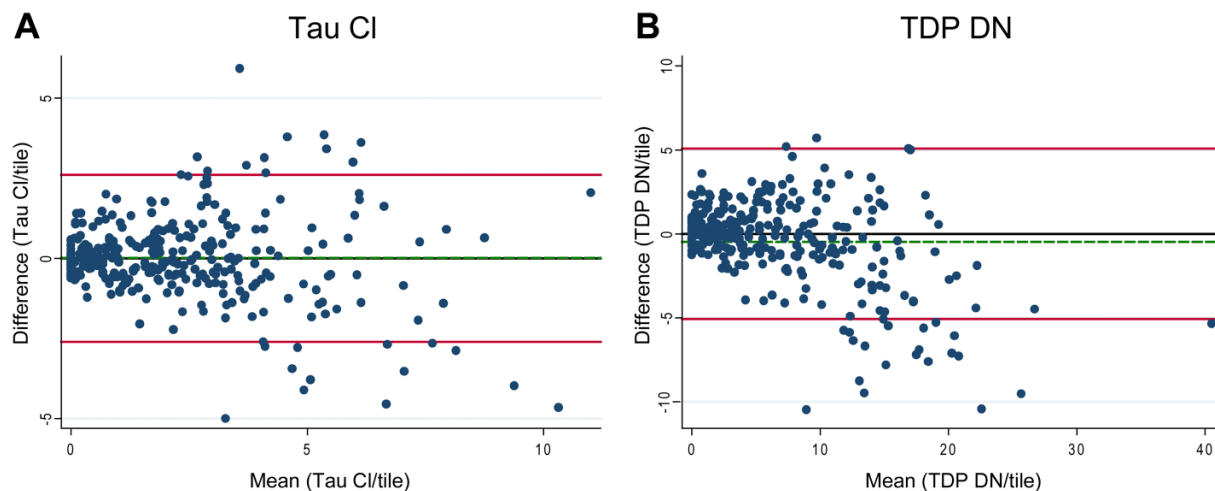 A
Tau CI
Difference (Tau CI/tile)
5
0
-5
0
5
10
Mean (Tau CI/tile)
B
TDP DN
Difference (TDP DN/tile)
10
5
0
-5
-10
0
10
20
30
40
Mean (TDP DN/tile)